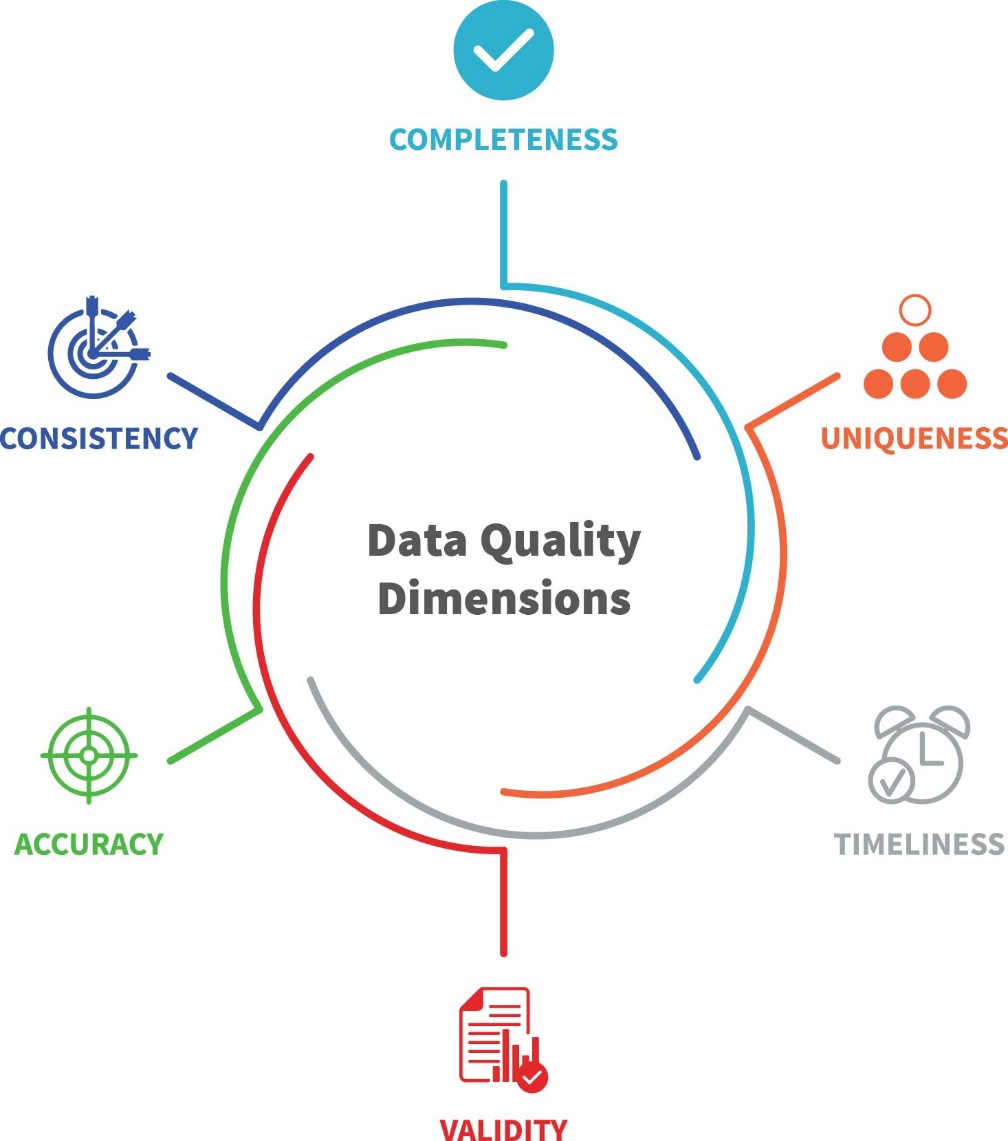 COMPLETENESS
CONSISTENCY
UNIQUENESS
Data Quality
Dimensions
ACCURACY
TIMELINESS
VALIDITY